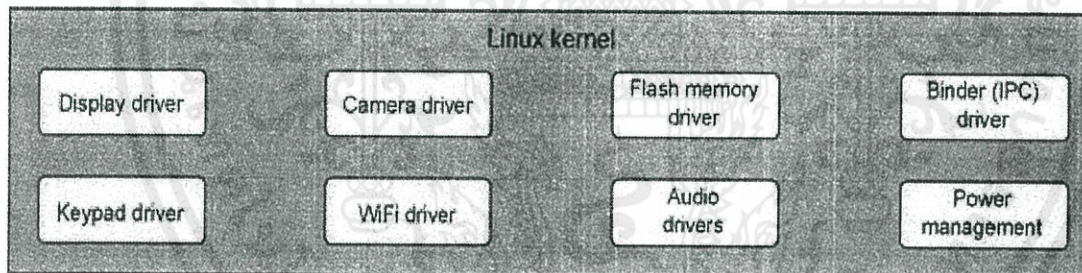 Linux kernel
Display driver
Camera driver
Flash memory
driver
Binder (IPC)
driver
Keypad driver
WiFi driver
Audio
drivers
Power
management